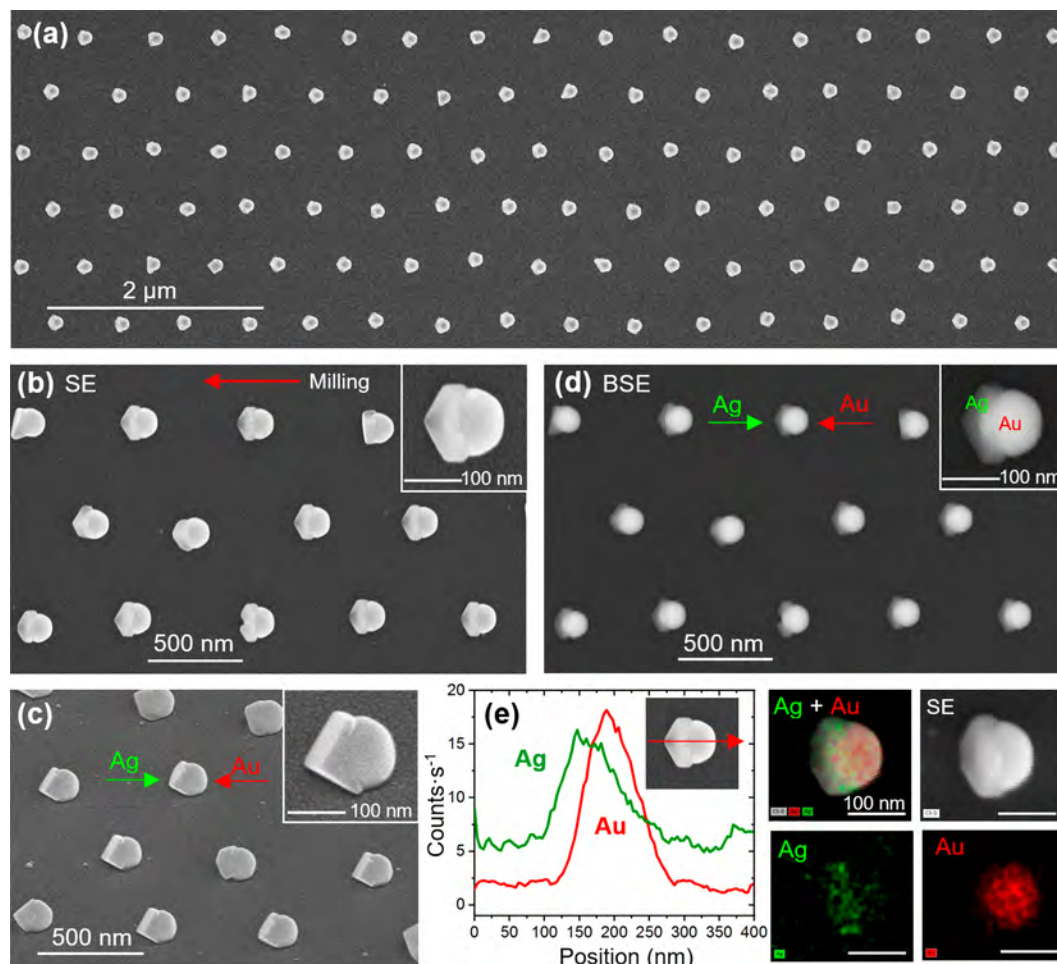 (a)
2 µm
(b) SE
Milling
100 nm
500 nm
(d) BSE
Ag
Au
Ag
Au
100 nm
500 nm
(c)
Ag
Au
100 nm
500 nm
(e)
20
15
10
5
0
Counts·s⁻¹
Ag
Au
0 50 100 150 200 250 300 350 400
Position (nm)
Ag + Au
100 nm
SE
Ag
Au